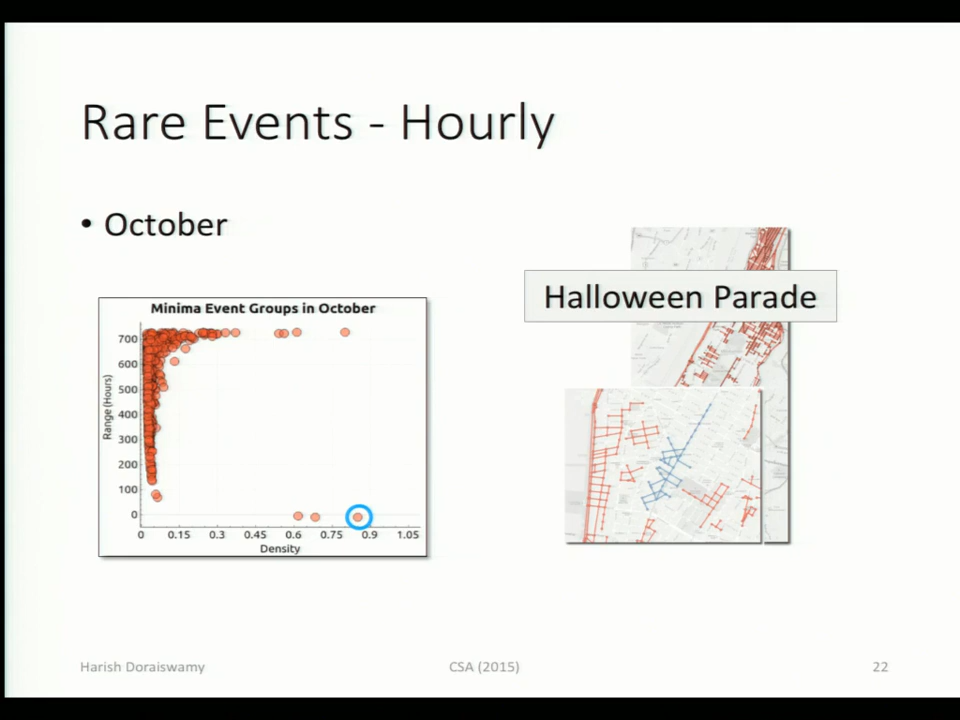 Rare Events - Hourly
• October
Halloween Parade
Minima Event Groups in October
Range (Hours)
700
600
500
400
300
200
100
0
0 0.15 0.3 0.45 0.6 0.75 0.9 1.05
Density
Harish Doraiswamy CSA (2015) 22